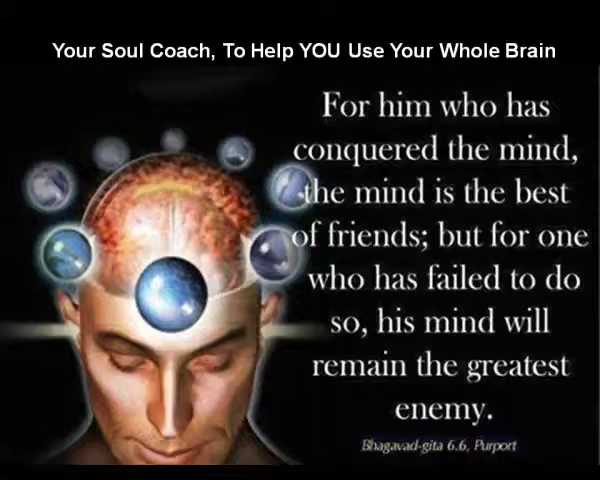 Your Soul Coach, To Help YOU Use Your Whole Brain
For him who has
conquered the mind,
the mind is the best
of friends; but for one
who has failed to do
so, his mind will
remain the greatest
enemy.
Bhagavad-gita 6.6, Purport